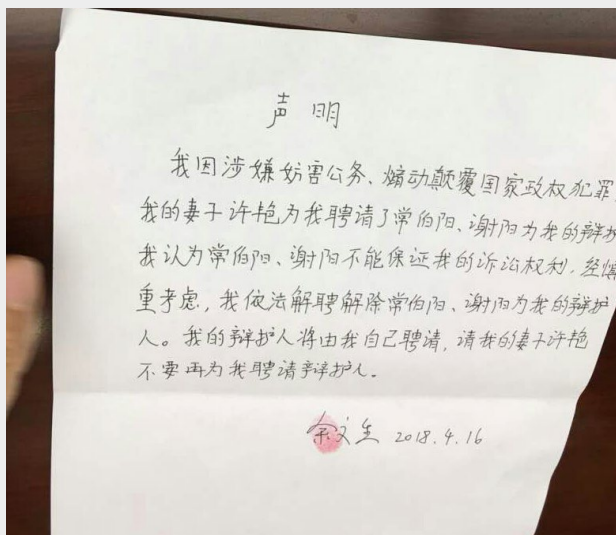 声明
我因涉嫌妨害公务、煽动颠覆国家政权犯罪
我的妻子许艳为我聘请了常伯阳、谢阳为我的辩护
我认为常伯阳、谢阳不能保证我的诉讼权利，经慎
重考虑，我依法解聘解除常伯阳、谢阳为我的辩护
人。我的辩护人将由我自己聘请，请我的妻子许艳
不要再为我聘请辩护人。
余文生 2018.4.16